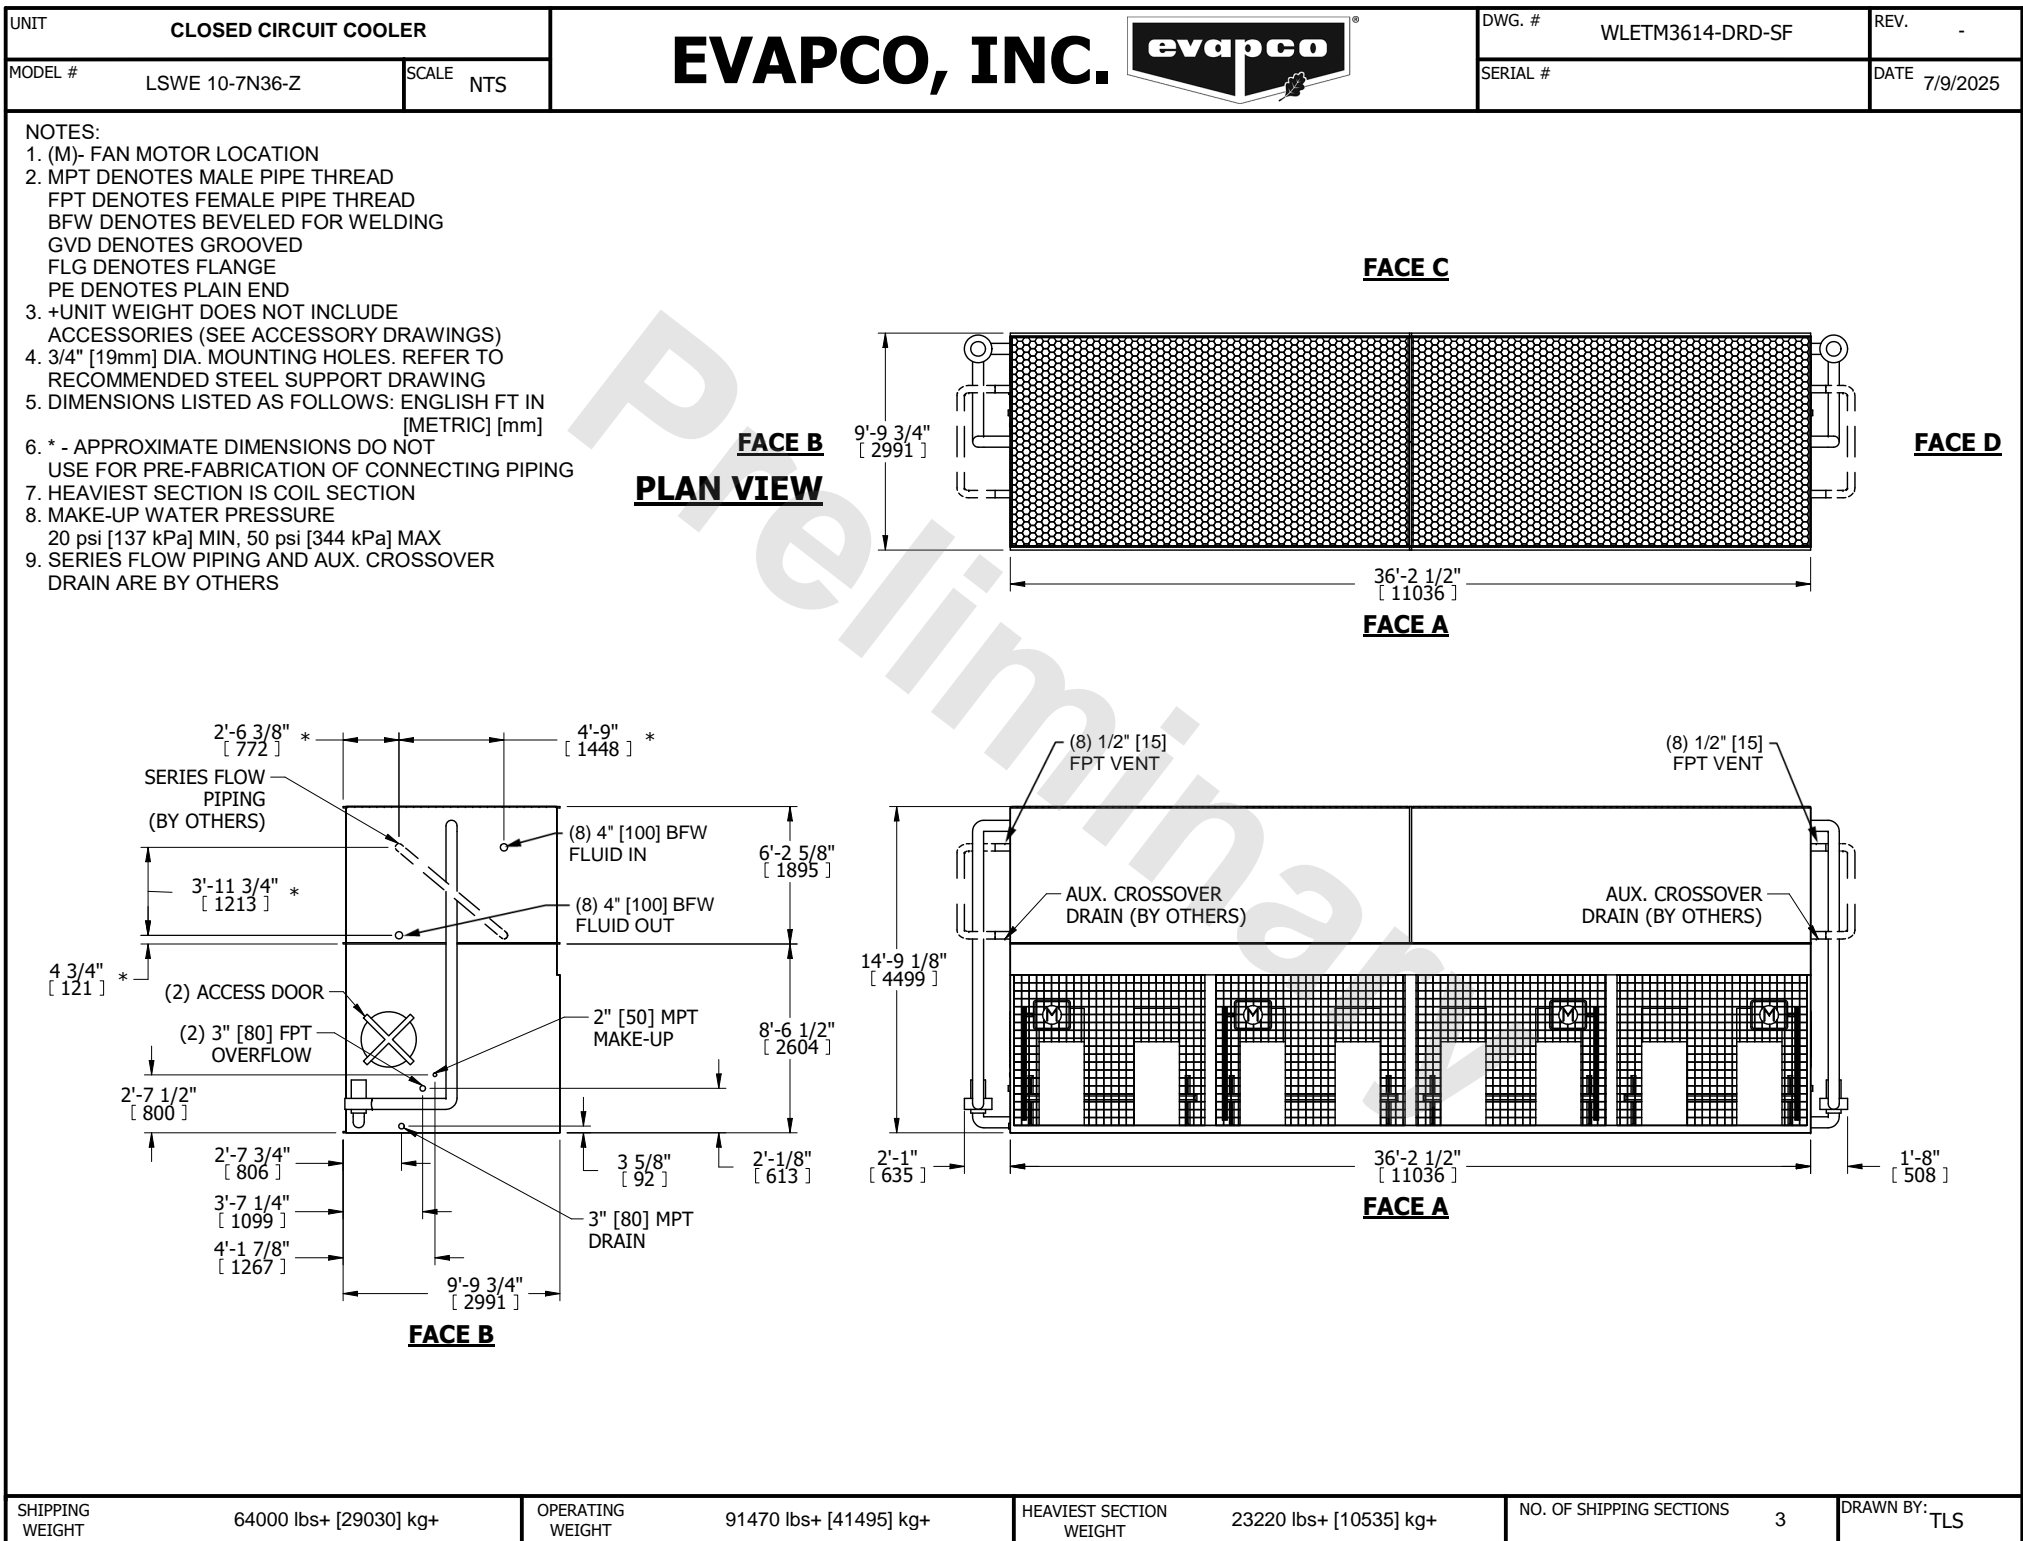 UNIT
CLOSED CIRCUIT COOLER
MODEL #
LSWE 10-7N36-Z
SCALE
NTS
EVAPCO, INC.
evapco
®
DWG. #
WLETM3614-DRD-SF
REV.
-
SERIAL #
DATE
7/9/2025
NOTES:
1. (M)- FAN MOTOR LOCATION
2. MPT DENOTES MALE PIPE THREAD
FPT DENOTES FEMALE PIPE THREAD
BFW DENOTES BEVELED FOR WELDING
GVD DENOTES GROOVED
FLG DENOTES FLANGE
PE DENOTES PLAIN END
3. +UNIT WEIGHT DOES NOT INCLUDE
ACCESSORIES (SEE ACCESSORY DRAWINGS)
4. 3/4" [19mm] DIA. MOUNTING HOLES. REFER TO
RECOMMENDED STEEL SUPPORT DRAWING
5. DIMENSIONS LISTED AS FOLLOWS: ENGLISH FT IN
[METRIC] [mm]
6. * - APPROXIMATE DIMENSIONS DO NOT
USE FOR PRE-FABRICATION OF CONNECTING PIPING
7. HEAVIEST SECTION IS COIL SECTION
8. MAKE-UP WATER PRESSURE
20 psi [137 kPa] MIN, 50 psi [344 kPa] MAX
9. SERIES FLOW PIPING AND AUX. CROSSOVER
DRAIN ARE BY OTHERS
Preliminary
FACE C
FACE B
PLAN VIEW
9'-9 3/4"
[ 2991 ]
FACE D
36'-2 1/2"
[ 11036 ]
FACE A
2'-6 3/8" *
[ 772 ]
4'-9" *
[ 1448 ]
SERIES FLOW
PIPING
(BY OTHERS)
(8) 4" [100] BFW
FLUID IN
3'-11 3/4" *
[ 1213 ]
(8) 4" [100] BFW
FLUID OUT
6'-2 5/8"
[ 1895 ]
4 3/4" *
[ 121 ]
(2) ACCESS DOOR
(2) 3" [80] FPT
OVERFLOW
2" [50] MPT
MAKE-UP
8'-6 1/2"
[ 2604 ]
2'-7 1/2"
[ 800 ]
2'-7 3/4"
[ 806 ]
3 5/8"
[ 92 ]
2'-1/8"
[ 613 ]
3'-7 1/4"
[ 1099 ]
3" [80] MPT
DRAIN
4'-1 7/8"
[ 1267 ]
9'-9 3/4"
[ 2991 ]
FACE B
(8) 1/2" [15]
FPT VENT
(8) 1/2" [15]
FPT VENT
AUX. CROSSOVER
DRAIN (BY OTHERS)
AUX. CROSSOVER
DRAIN (BY OTHERS)
14'-9 1/8"
[ 4499 ]
M
M
M
M
2'-1"
[ 635 ]
36'-2 1/2"
[ 11036 ]
1'-8"
[ 508 ]
FACE A
SHIPPING
WEIGHT
64000 lbs+ [29030] kg+
OPERATING
WEIGHT
91470 lbs+ [41495] kg+
HEAVIEST SECTION
WEIGHT
23220 lbs+ [10535] kg+
NO. OF SHIPPING SECTIONS
3
DRAWN BY:
TLS